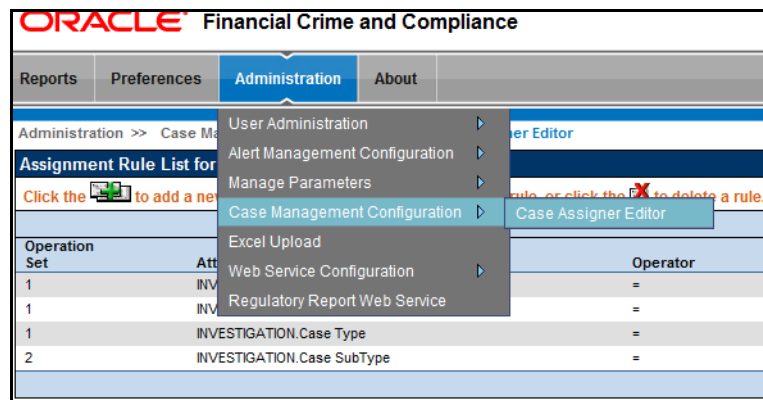 ORACLE Financial Crime and Compliance
Reports Preferences Administration About
Administration >> Case Ma er Editor
User Administration
Alert Management Configuration
Manage Parameters
Case Management Configuration
Case Assigner Editor
Excel Upload
Web Service Configuration
Regulatory Report Web Service
Assignment Rule List for
Click the to add a new rule, or click the to delete a rule.
Operation Set Att Operator
1 INV =
1 INV =
1 INVESTIGATION.Case Type =
2 INVESTIGATION.Case SubType =